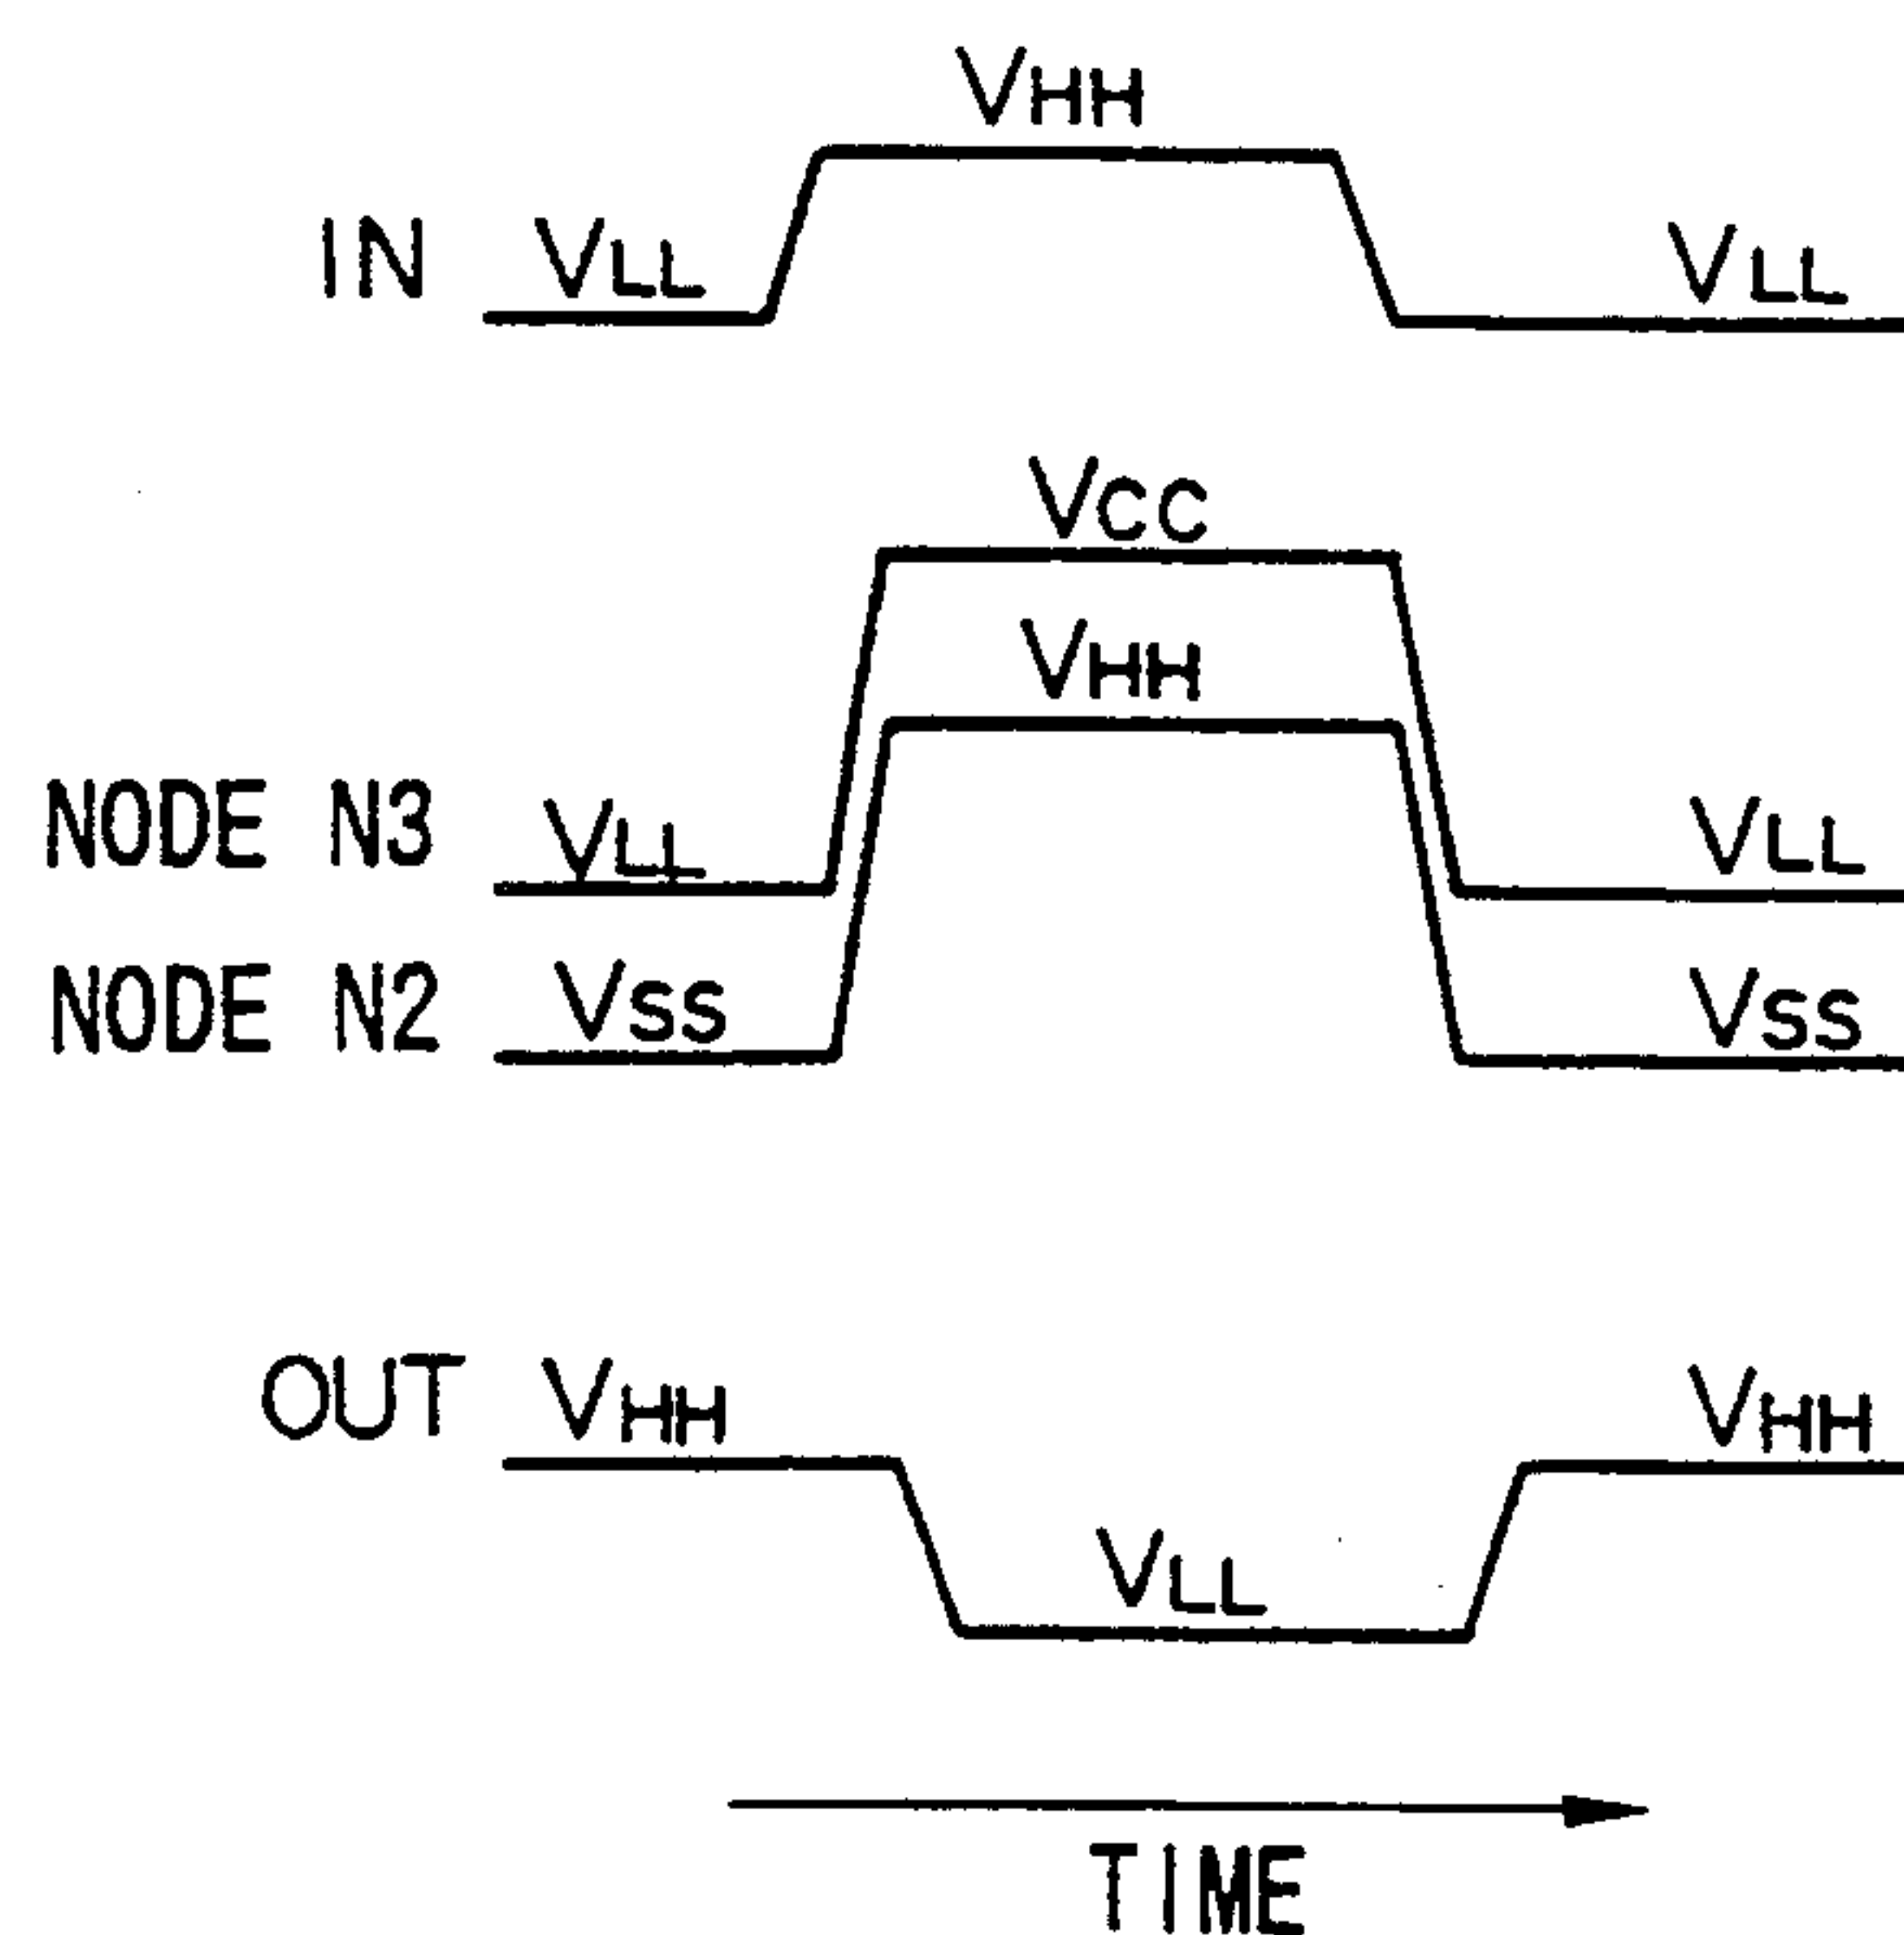 VHH
IN VLL VLL
VCC
VHH
NODE N3 VLL VLL
NODE N2 VSS VSS
OUT VHH VHH
VLL
TIME